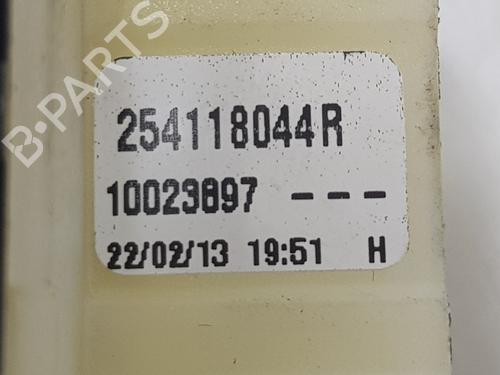 B-PARTS
254118044R
10023897 ---
22/02/13 19:51 H